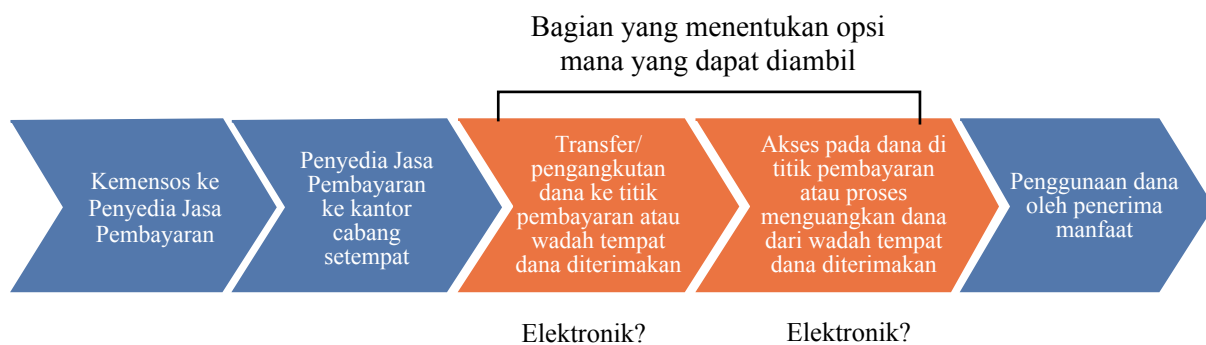 Bagian yang menentukan opsi
mana yang dapat diambil
Kemensos ke
Penyedia Jasa
Pembayaran
Penyedia Jasa
Pembayaran
ke kantor
cabang
setempat
Transfer/
pengangkutan
dana ke titik
pembayaran atau
wadah tempat
dana diterimakan
Akses pada dana di
titik pembayaran
atau proses
menguangkan dana
dari wadah tempat
dana diterimakan
Penggunaan dana
oleh penerima
manfaat
Elektronik?
Elektronik?